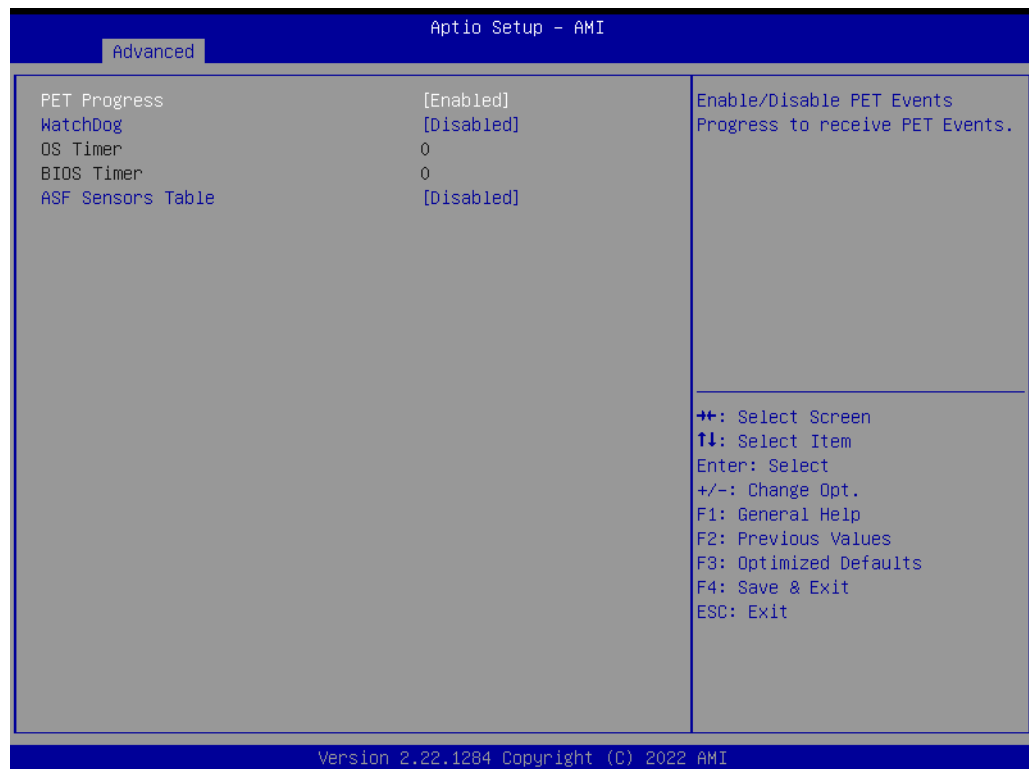 Aptio Setup – AMI
Advanced
PET Progress [Enabled]
WatchDog [Disabled]
OS Timer 0
BIOS Timer 0
ASF Sensors Table [Disabled]
Enable/Disable PET Events
Progress to receive PET Events.
→←: Select Screen
↑↓: Select Item
Enter: Select
+/-: Change Opt.
F1: General Help
F2: Previous Values
F3: Optimized Defaults
F4: Save & Exit
ESC: Exit
Version 2.22.1284 Copyright (C) 2022 AMI